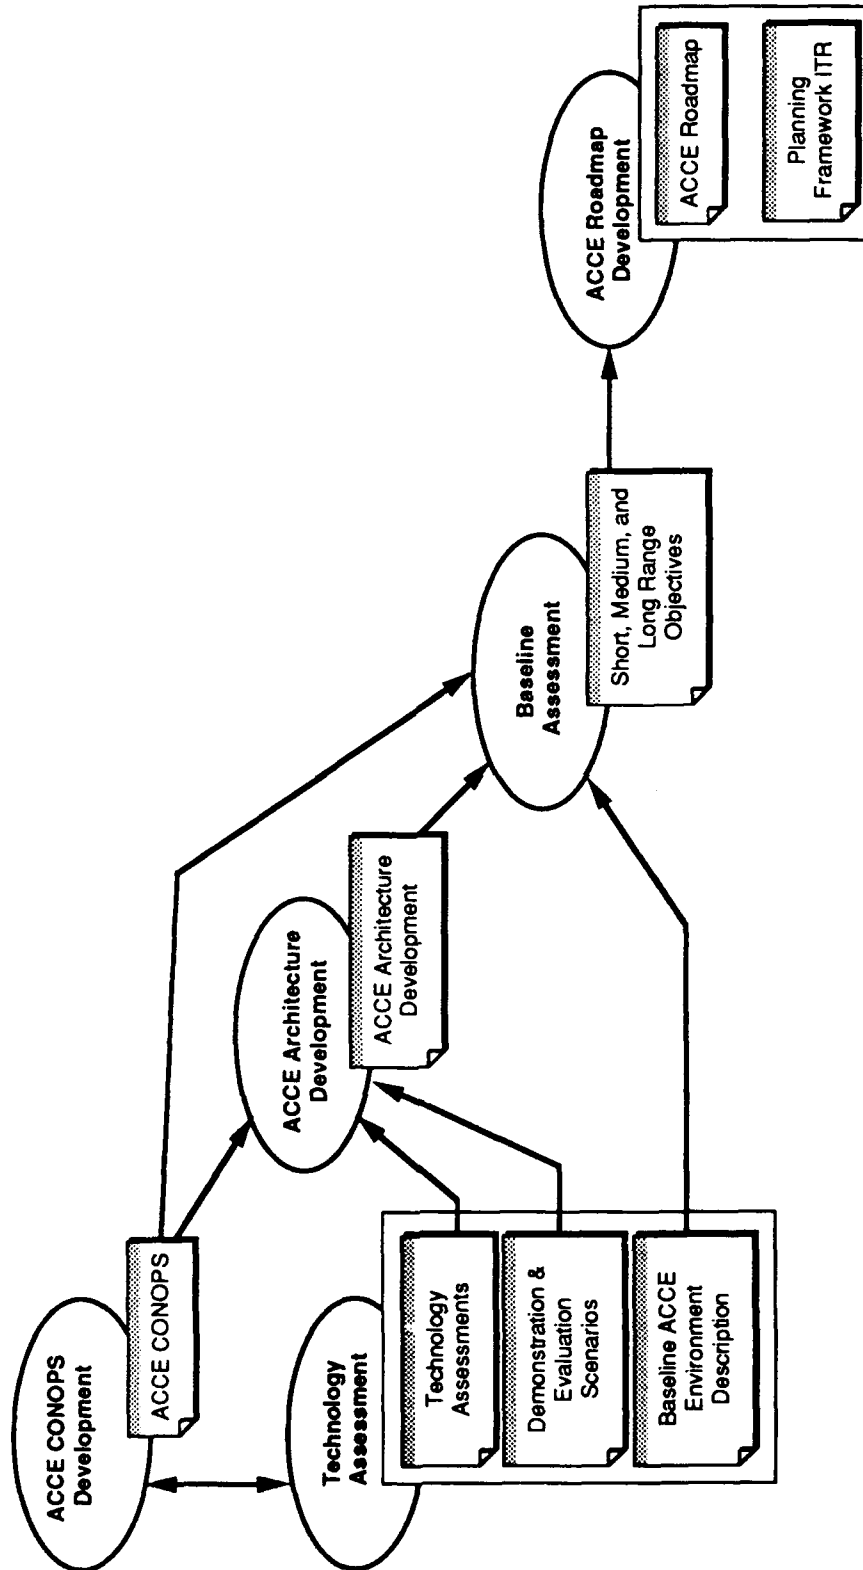 ACCE CONOPS
Development
ACCE CONOPS
Technology
Assessment
Technology
Assessments
Demonstration &
Evaluation
Scenarios
Baseline ACCE
Environment
Description
ACCE Architecture
Development
ACCE Architecture
Development
Baseline
Assessment
Short, Medium, and
Long Range
Objectives
ACCE Roadmap
Development
ACCE Roadmap
Planning
Framework ITR